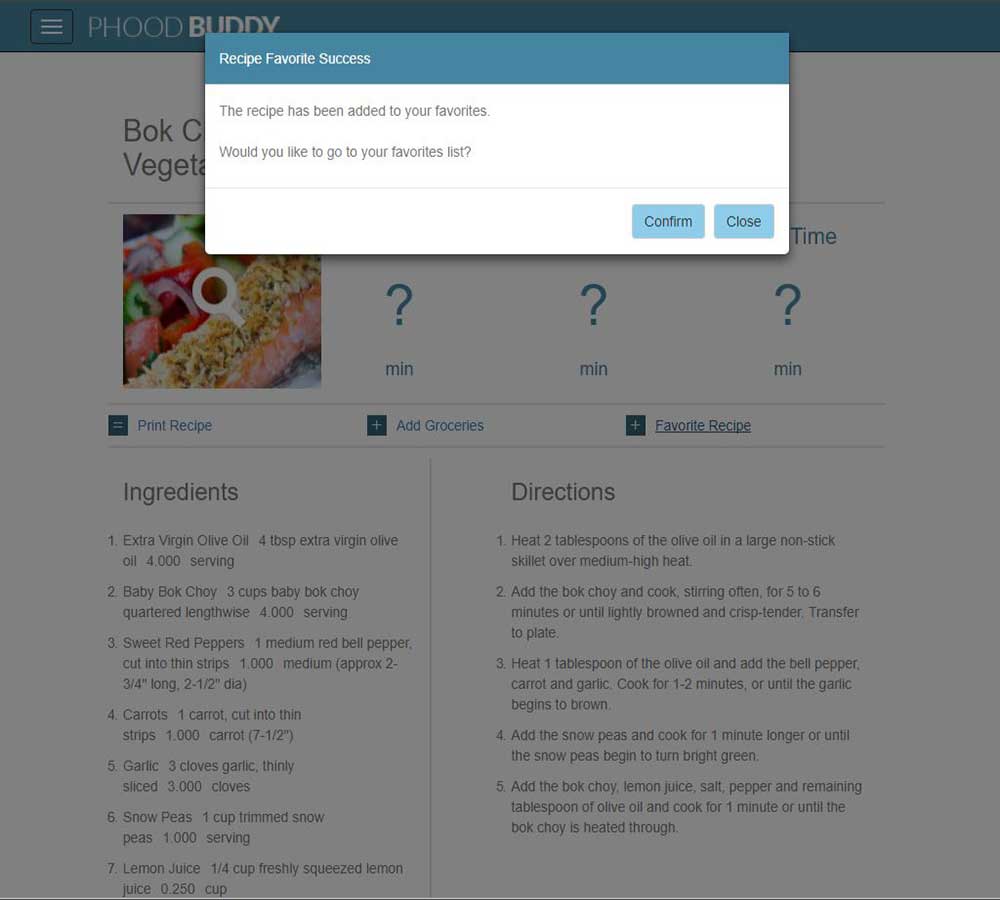 PHOOD BUDDY
Recipe Favorite Success
The recipe has been added to your favorites.
Would you like to go to your favorites list?
Confirm
Close
Bok C
Veget
Time
?
?
?
min
min
min
Print Recipe
Add Groceries
Favorite Recipe
Ingredients
1. Extra Virgin Olive Oil 4 tbsp extra virgin olive
oil 4.000 serving
2. Baby Bok Choy 3 cups baby bok choy
quartered lengthwise 4.000 serving
3. Sweet Red Peppers 1 medium red bell pepper,
cut into thin strips 1.000 medium (approx 2-
3/4" long, 2-1/2" dia)
4. Carrots 1 carrot, cut into thin
strips 1.000 carrot (7-1/2")
5. Garlic 3 cloves garlic, thinly
sliced 3.000 cloves
6. Snow Peas 1 cup trimmed snow
peas 1.000 serving
7. Lemon Juice 1/4 cup freshly squeezed lemon
juice 0.250 cup
Directions
1. Heat 2 tablespoons of the olive oil in a large non-stick
skillet over medium-high heat.
2. Add the bok choy and cook, stirring often, for 5 to 6
minutes or until lightly browned and crisp-tender. Transfer
to plate.
3. Heat 1 tablespoon of the olive oil and add the bell pepper,
carrot and garlic. Cook for 1-2 minutes, or until the garlic
begins to brown.
4. Add the snow peas and cook for 1 minute longer or until
the snow peas begin to turn bright green.
5. Add the bok choy, lemon juice, salt, pepper and remaining
tablespoon of olive oil and cook for 1 minute or until the
bok choy is heated through.